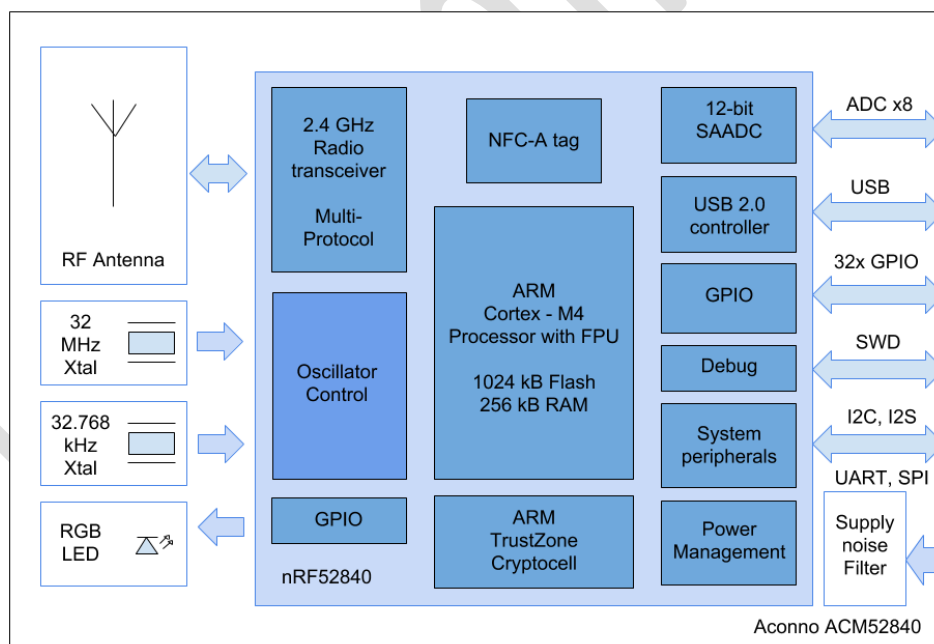 RF Antenna
32
MHz
Xtal
32.768
kHz
Xtal
RGB
LED
2.4 GHz
Radio
transceiver
Multi-
Protocol
Oscillator
Control
GPIO
nRF52840
NFC-A tag
ARM
Cortex - M4
Processor with FPU
1024 kB Flash
256 kB RAM
ARM
TrustZone
Cryptocell
12-bit
SAADC
USB 2.0
controller
GPIO
Debug
System
peripherals
Power
Management
ADC x8
USB
32x GPIO
SWD
I2C, I2S
UART, SPI
Supply
noise
Filter
Aconno ACM52840